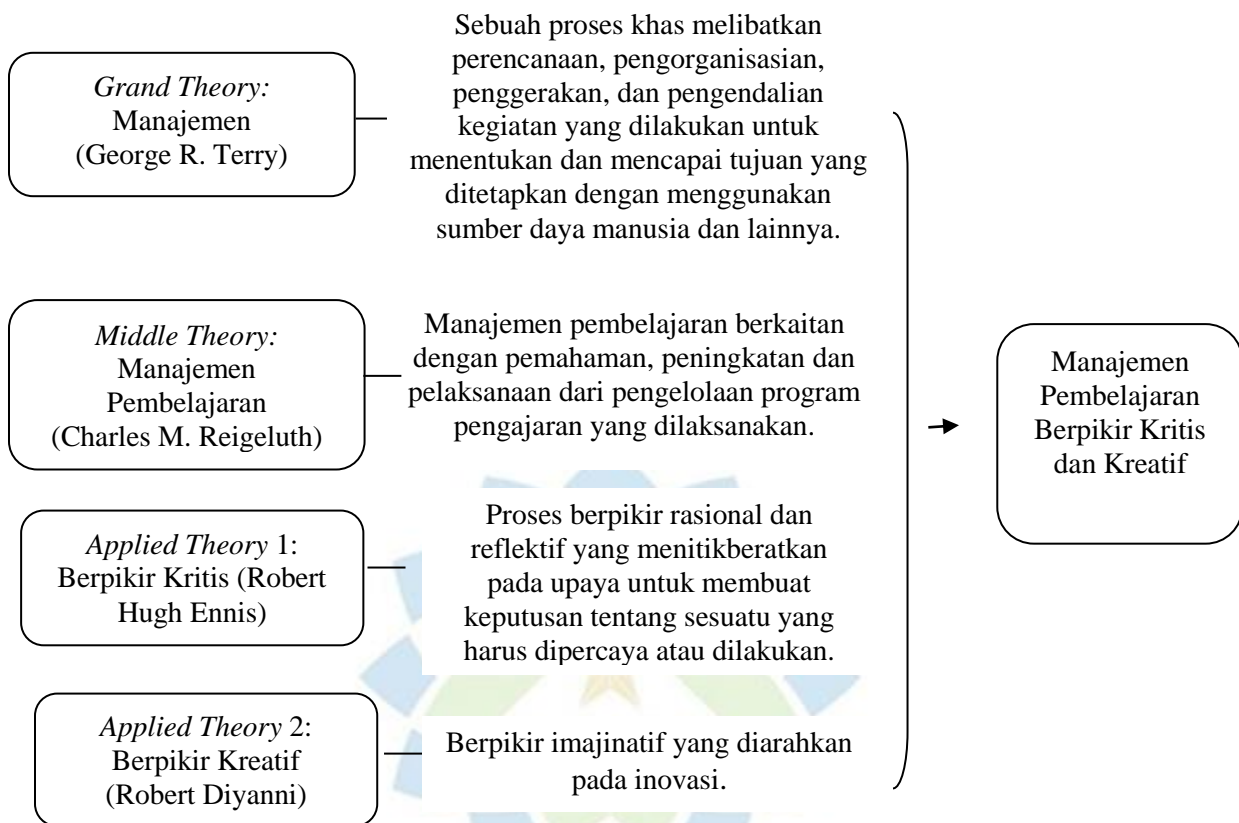 Grand Theory:
Manajemen
(George R. Terry)
Sebuah proses khas melibatkan
perencanaan, pengorganisasian,
penggerakan, dan pengendalian
kegiatan yang dilakukan untuk
menentukan dan mencapai tujuan yang
ditetapkan dengan menggunakan
sumber daya manusia dan lainnya.
Middle Theory:
Manajemen
Pembelajaran
(Charles M. Reigeluth)
Manajemen pembelajaran berkaitan
dengan pemahaman, peningkatan dan
pelaksanaan dari pengelolaan program
pengajaran yang dilaksanakan.
Applied Theory 1:
Berpikir Kritis (Robert
Hugh Ennis)
Proses berpikir rasional dan
reflektif yang menitikberatkan
pada upaya untuk membuat
keputusan tentang sesuatu yang
harus dipercaya atau dilakukan.
Applied Theory 2:
Berpikir Kreatif
(Robert Diyanni)
Berpikir imajinatif yang diarahkan
pada inovasi.
Manajemen
Pembelajaran
Berpikir Kritis
dan Kreatif